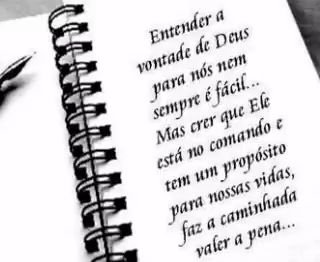 Entender a
vontade de Deus
para nós nem
sempre é fácil...
Mas crer que Ele
está no comando e
tem um propósito
para nossas vidas,
faz a caminhada
valer a pena...